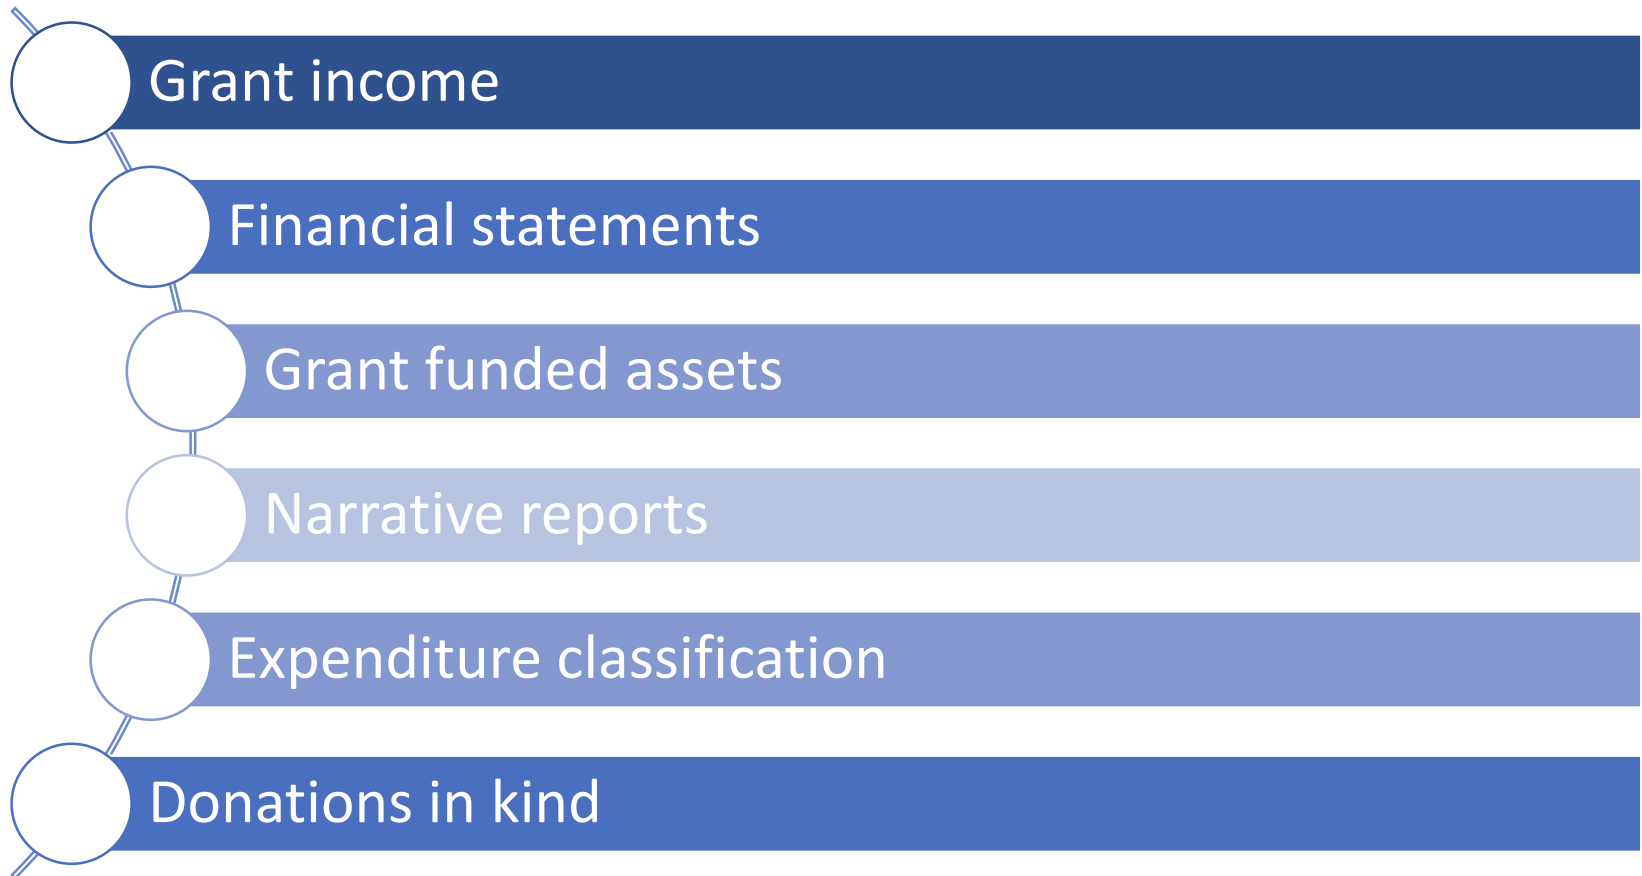 Grant income
Financial statements
Grant funded assets
Narrative reports
Expenditure classification
Donations in kind